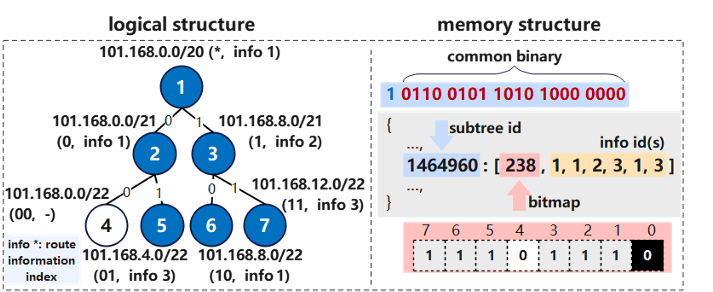 logical structure
101.168.0.0/20 (*, info 1)
1
101.168.0.0/21
(0, info 1)
0
1
101.168.8.0/21
(1, info 2)
2
3
101.168.0.0/22
(00, -)
0
1
0
1
101.168.12.0/22
(11, info 3)
4
5
6
7
info *: route
information
index
101.168.4.0/22
(01, info 3)
101.168.8.0/22
(10, info 1)
memory structure
common binary
1 0110 0101 1010 1000 0000
{
..., 
subtree id
info id(s)
1464960 : [ 238, 1, 1, 2, 3, 1, 3 ]
...,
}
bitmap
7 6 5 4 3 2 1 0
1 1 1 0 1 1 1 0